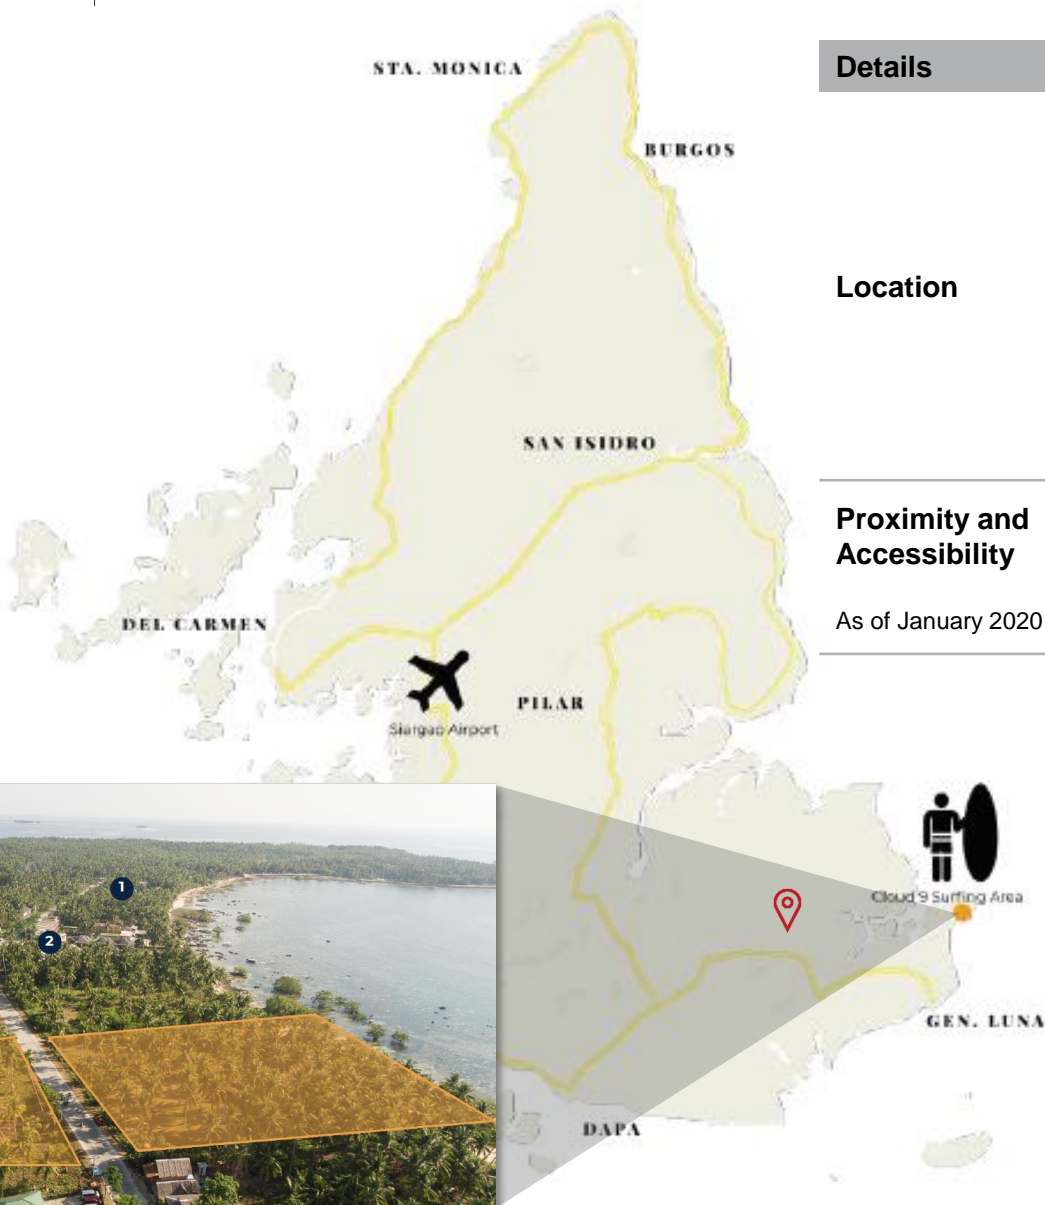 STA. MONICA
Details
BURGOS
Location
SAN ISIDRO
Proximity and
Accessibility
As of January 2020
DEL CARMEN
PILAR
Siargao Airport
1
2
Cloud 9 Surfing Area
GEN. LUNA
DAPA